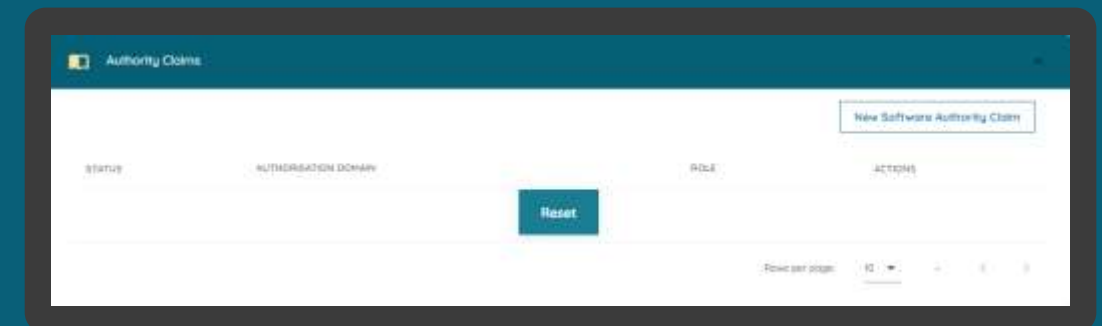 Authority Claims
New Software Authority Claim
STATUS AUTHORISATION DOMAIN ROLE ACTIONS
Reset
Rows per page: 10